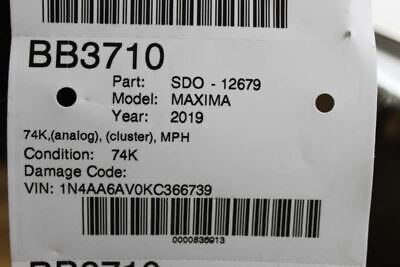 BB3710
Part: SDO - 12679
Model: MAXIMA
Year: 2019
74K,(analog), (cluster), MPH
Condition: 74K
Damage Code:
VIN: 1N4AA6AV0KC366739
0000836913
BB3710